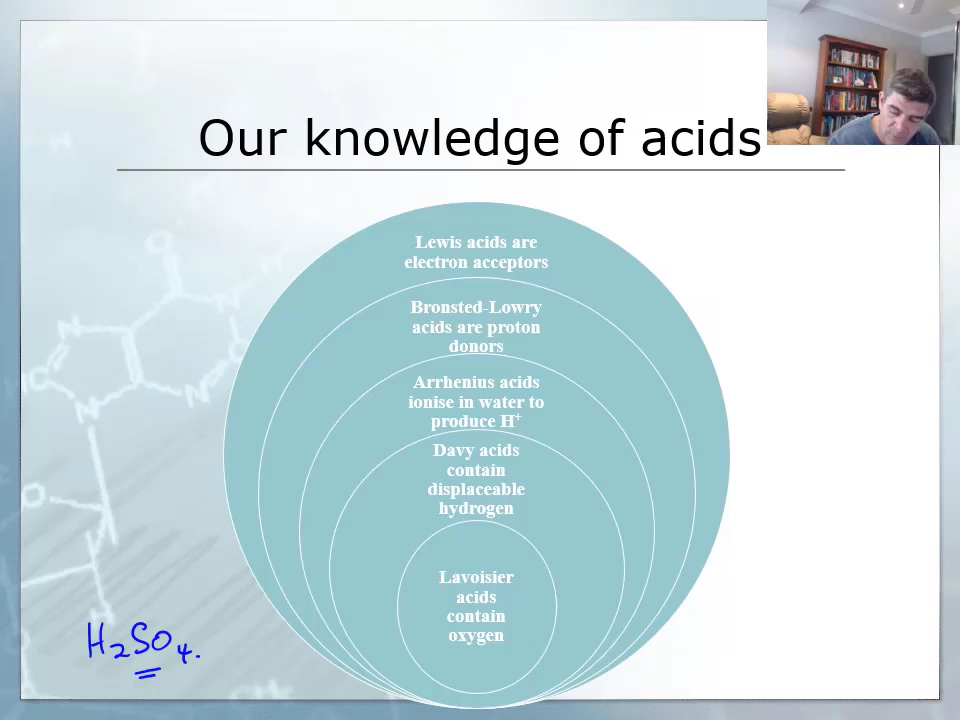 Our knowledge of acids
Lewis acids are
electron acceptors
Bronsted-Lowry
acids are proton
donors
Arrhenius acids
ionise in water to
produce H⁺
Davy acids
contain
displaceable
hydrogen
Lavoisier
acids
contain
oxygen
H₂SO₄.